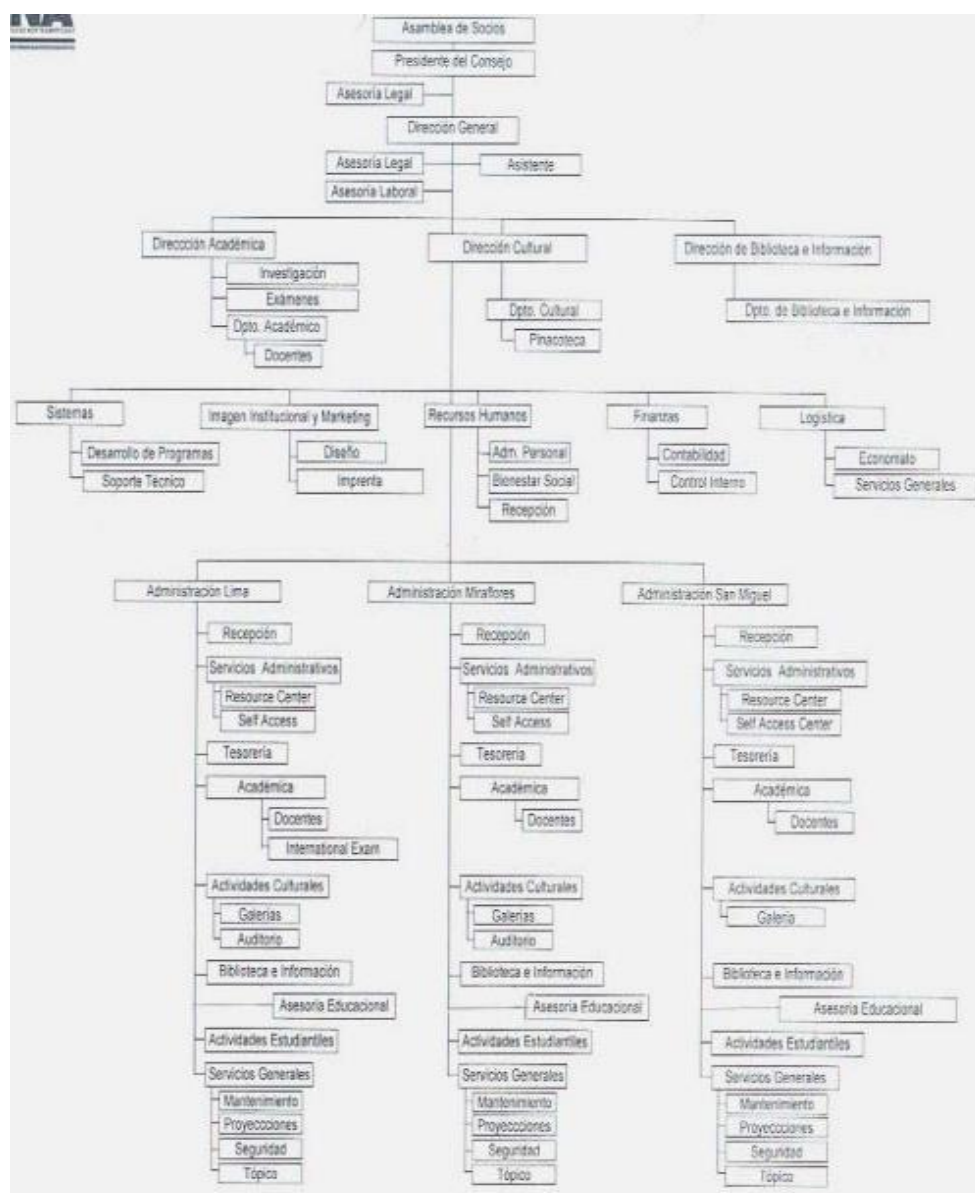 NA
Asamblea de Socios
Presidente del Consejo
Asesoría Legal
Dirección General
Asesoría Legal
Asistente
Asesoría Laboral
Direccción Académica
Investigación
Exámenes
Dpto. Académico
Docentes
Dirección Cultural
Dpto. Cultural
Pinacoteca
Dirección de Biblioteca e Información
Dpto. de Biblioteca e Información
Sistemas
Desarrollo de Programas
Soporte Técnico
Imagen Institucional y Marketing
Diseño
Imprenta
Recursos Humanos
Adm. Personal
Bienestar Social
Recepción
Finanzas
Contabilidad
Control Interno
Logística
Economato
Servicios Generales
Administración Lima
Recepción
Servicios Administrativos
Resource Center
Self Access
Tesorería
Académica
Docentes
International Exam
Actividades Culturales
Galerías
Auditorio
Biblioteca e Información
Asesoría Educacional
Actividades Estudiantiles
Servicios Generales
Mantenimiento
Proyeccciones
Seguridad
Tópico
Administración Miraflores
Recepción
Servicios Administrativos
Resource Center
Self Access
Tesorería
Académica
Docentes
Actividades Culturales
Galerías
Auditorio
Biblioteca e Información
Asesoría Educacional
Actividades Estudiantiles
Servicios Generales
Mantenimiento
Proyeccciones
Seguridad
Tópico
Administración San Miguel
Recepción
Servicios Administrativos
Resource Center
Self Access Center
Tesorería
Académica
Docentes
Actividades Culturales
Galería
Biblioteca e Información
Asesoría Educacional
Actividades Estudiantiles
Servicios Generales
Mantenimiento
Proyeccciones
Seguridad
Tópico